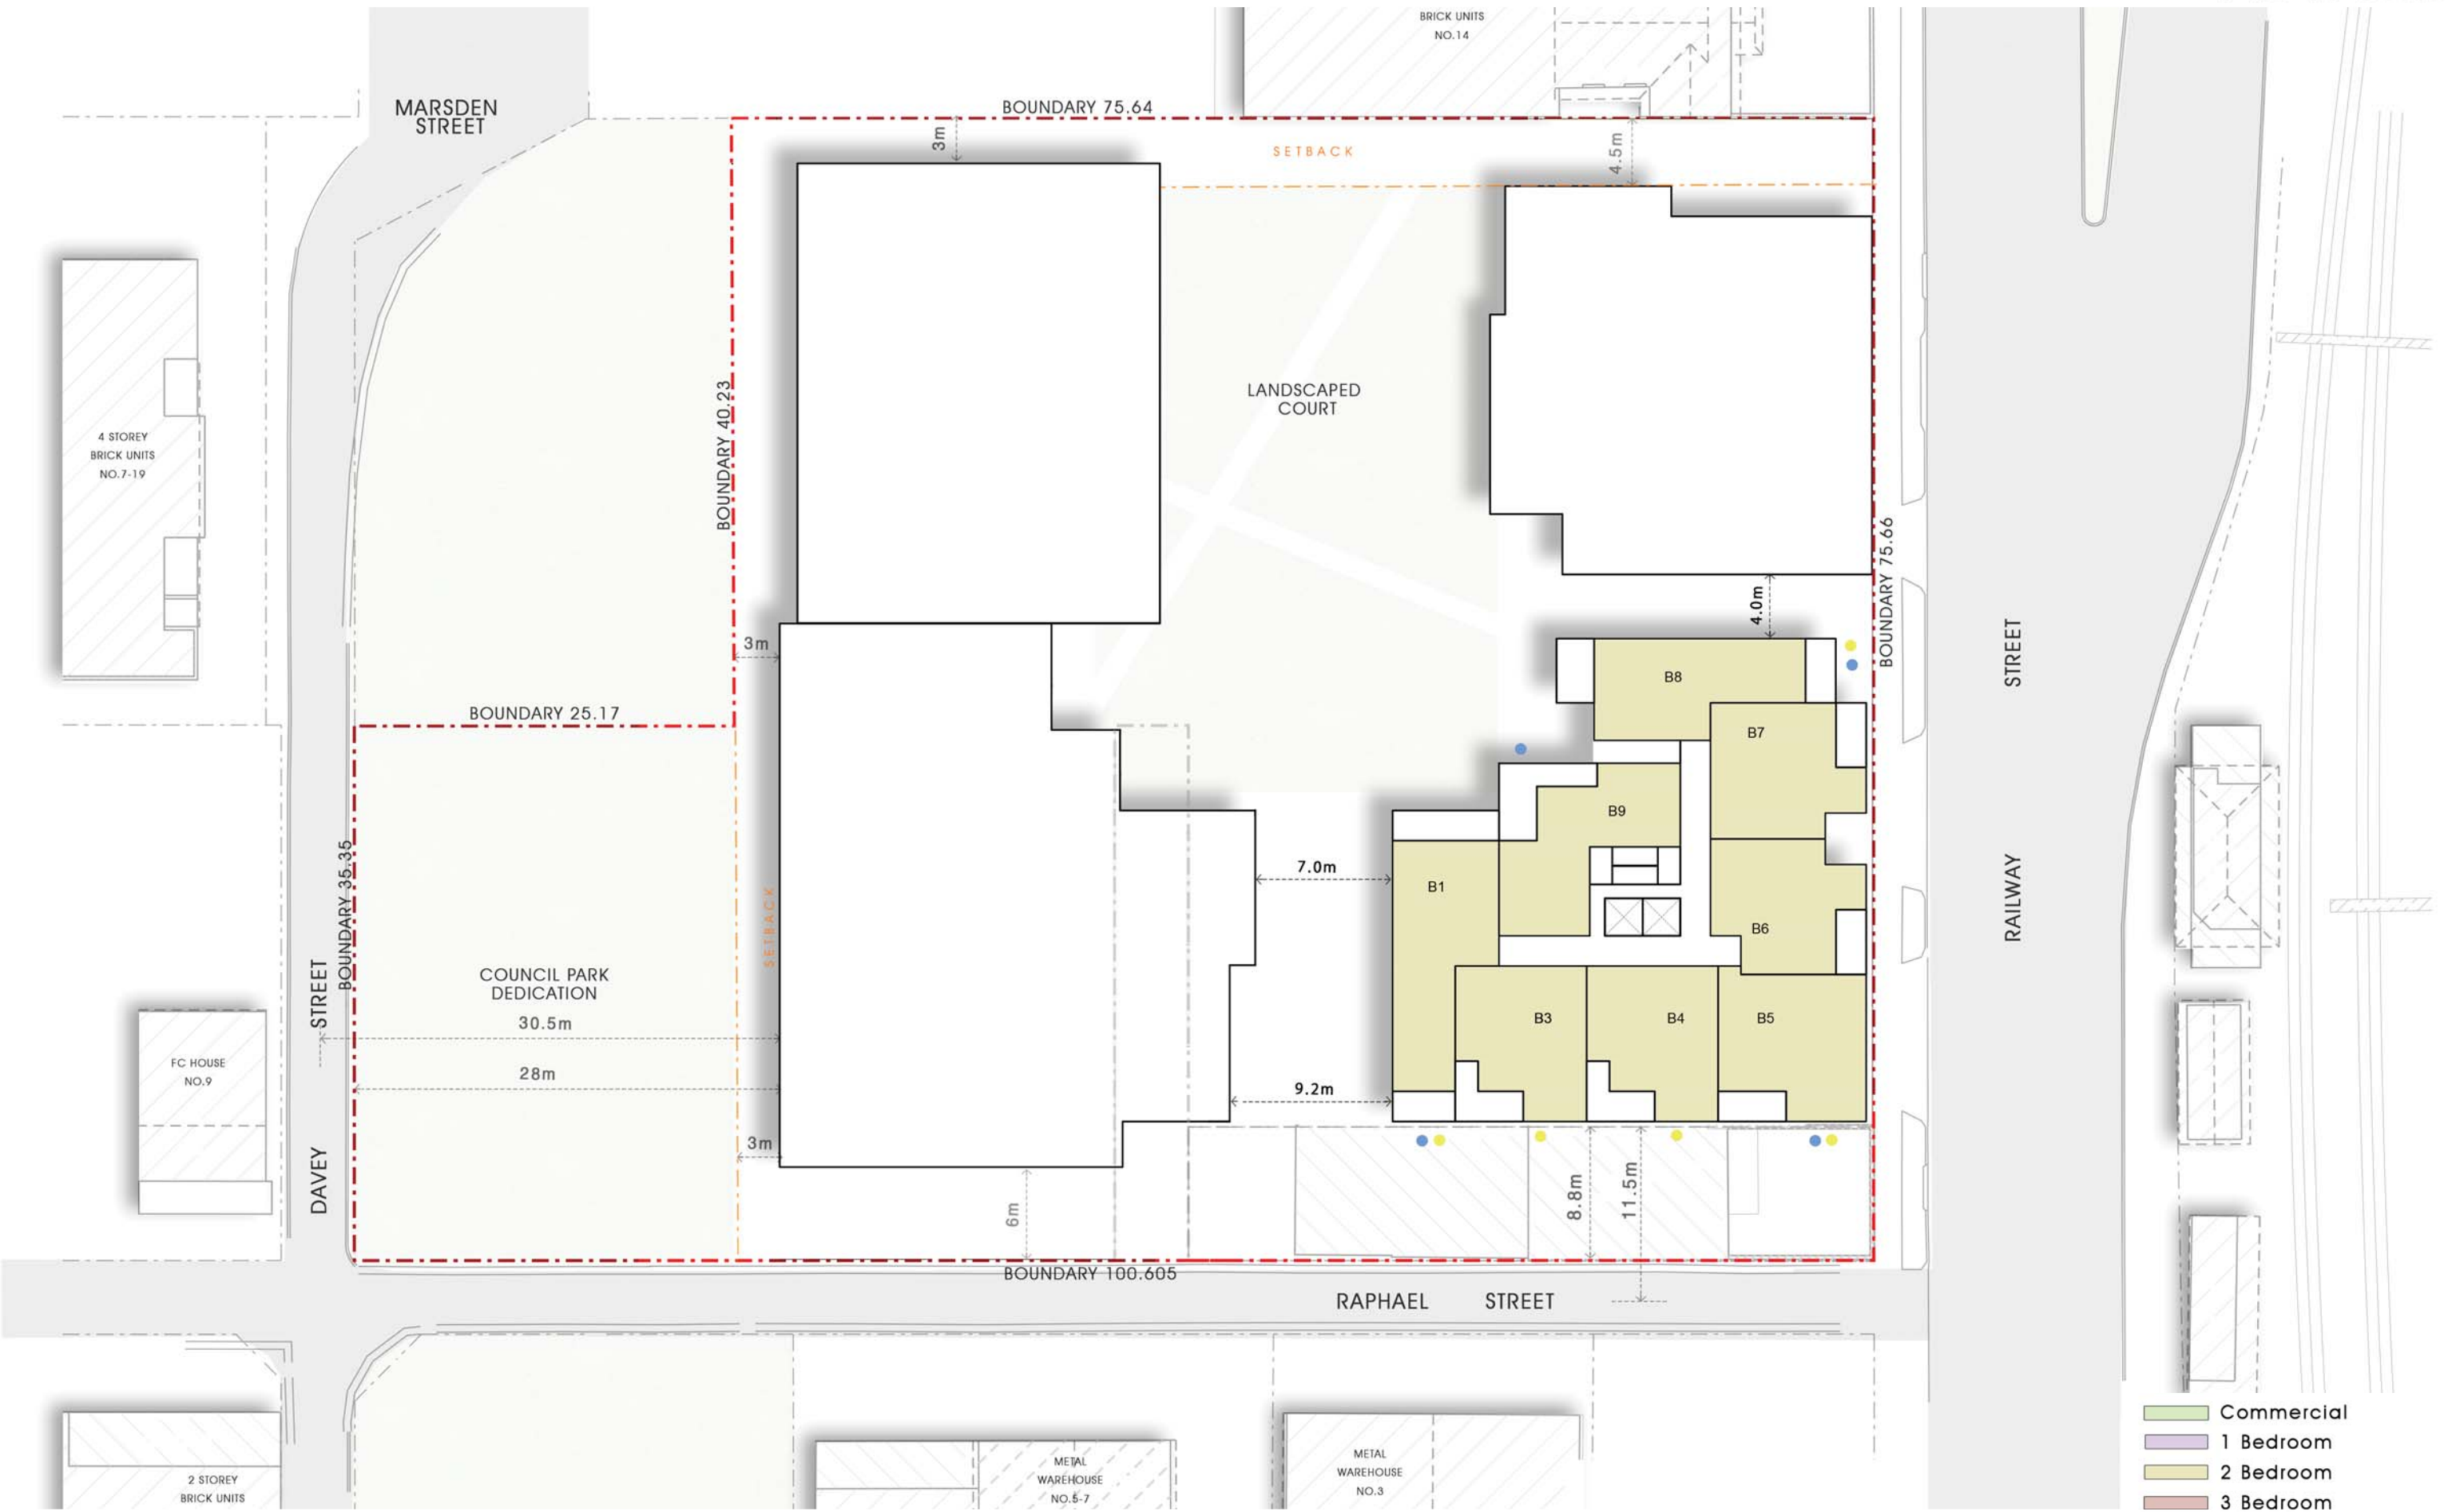 BRICK UNITS
NO.14
MARSDEN
STREET
BOUNDARY 75.64
3m
SETBACK
4.5m
4 STOREY
BRICK UNITS
NO.7-19
BOUNDARY 40.23
LANDSCAPED
COURT
BOUNDARY 75.66
4.0m
3m
BOUNDARY 25.17
B8
B7
B9
B1
B6
B3
B4
B5
7.0m
9.2m
BOUNDARY 35.35
SETBACK
COUNCIL PARK
DEDICATION
30.5m
28m
3m
6m
8.8m
11.5m
FC HOUSE
NO.9
DAVEY STREET
RAILWAY STREET
BOUNDARY 100.605
RAPHAEL STREET
2 STOREY
BRICK UNITS
METAL
WAREHOUSE
NO.5-7
METAL
WAREHOUSE
NO.3
Commercial
1 Bedroom
2 Bedroom
3 Bedroom